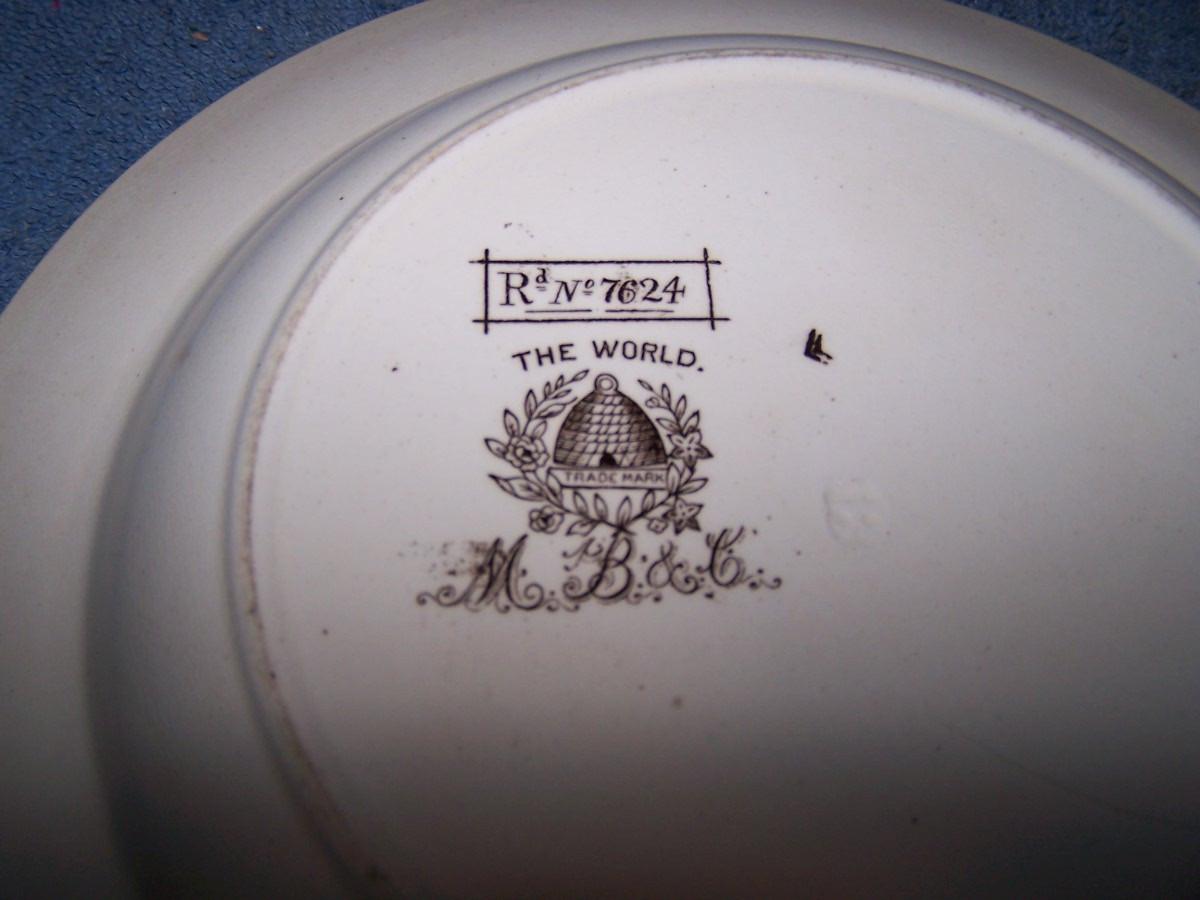 Rᵈ Nº 7624
THE WORLD.
TRADE MARK
M. B. & C.